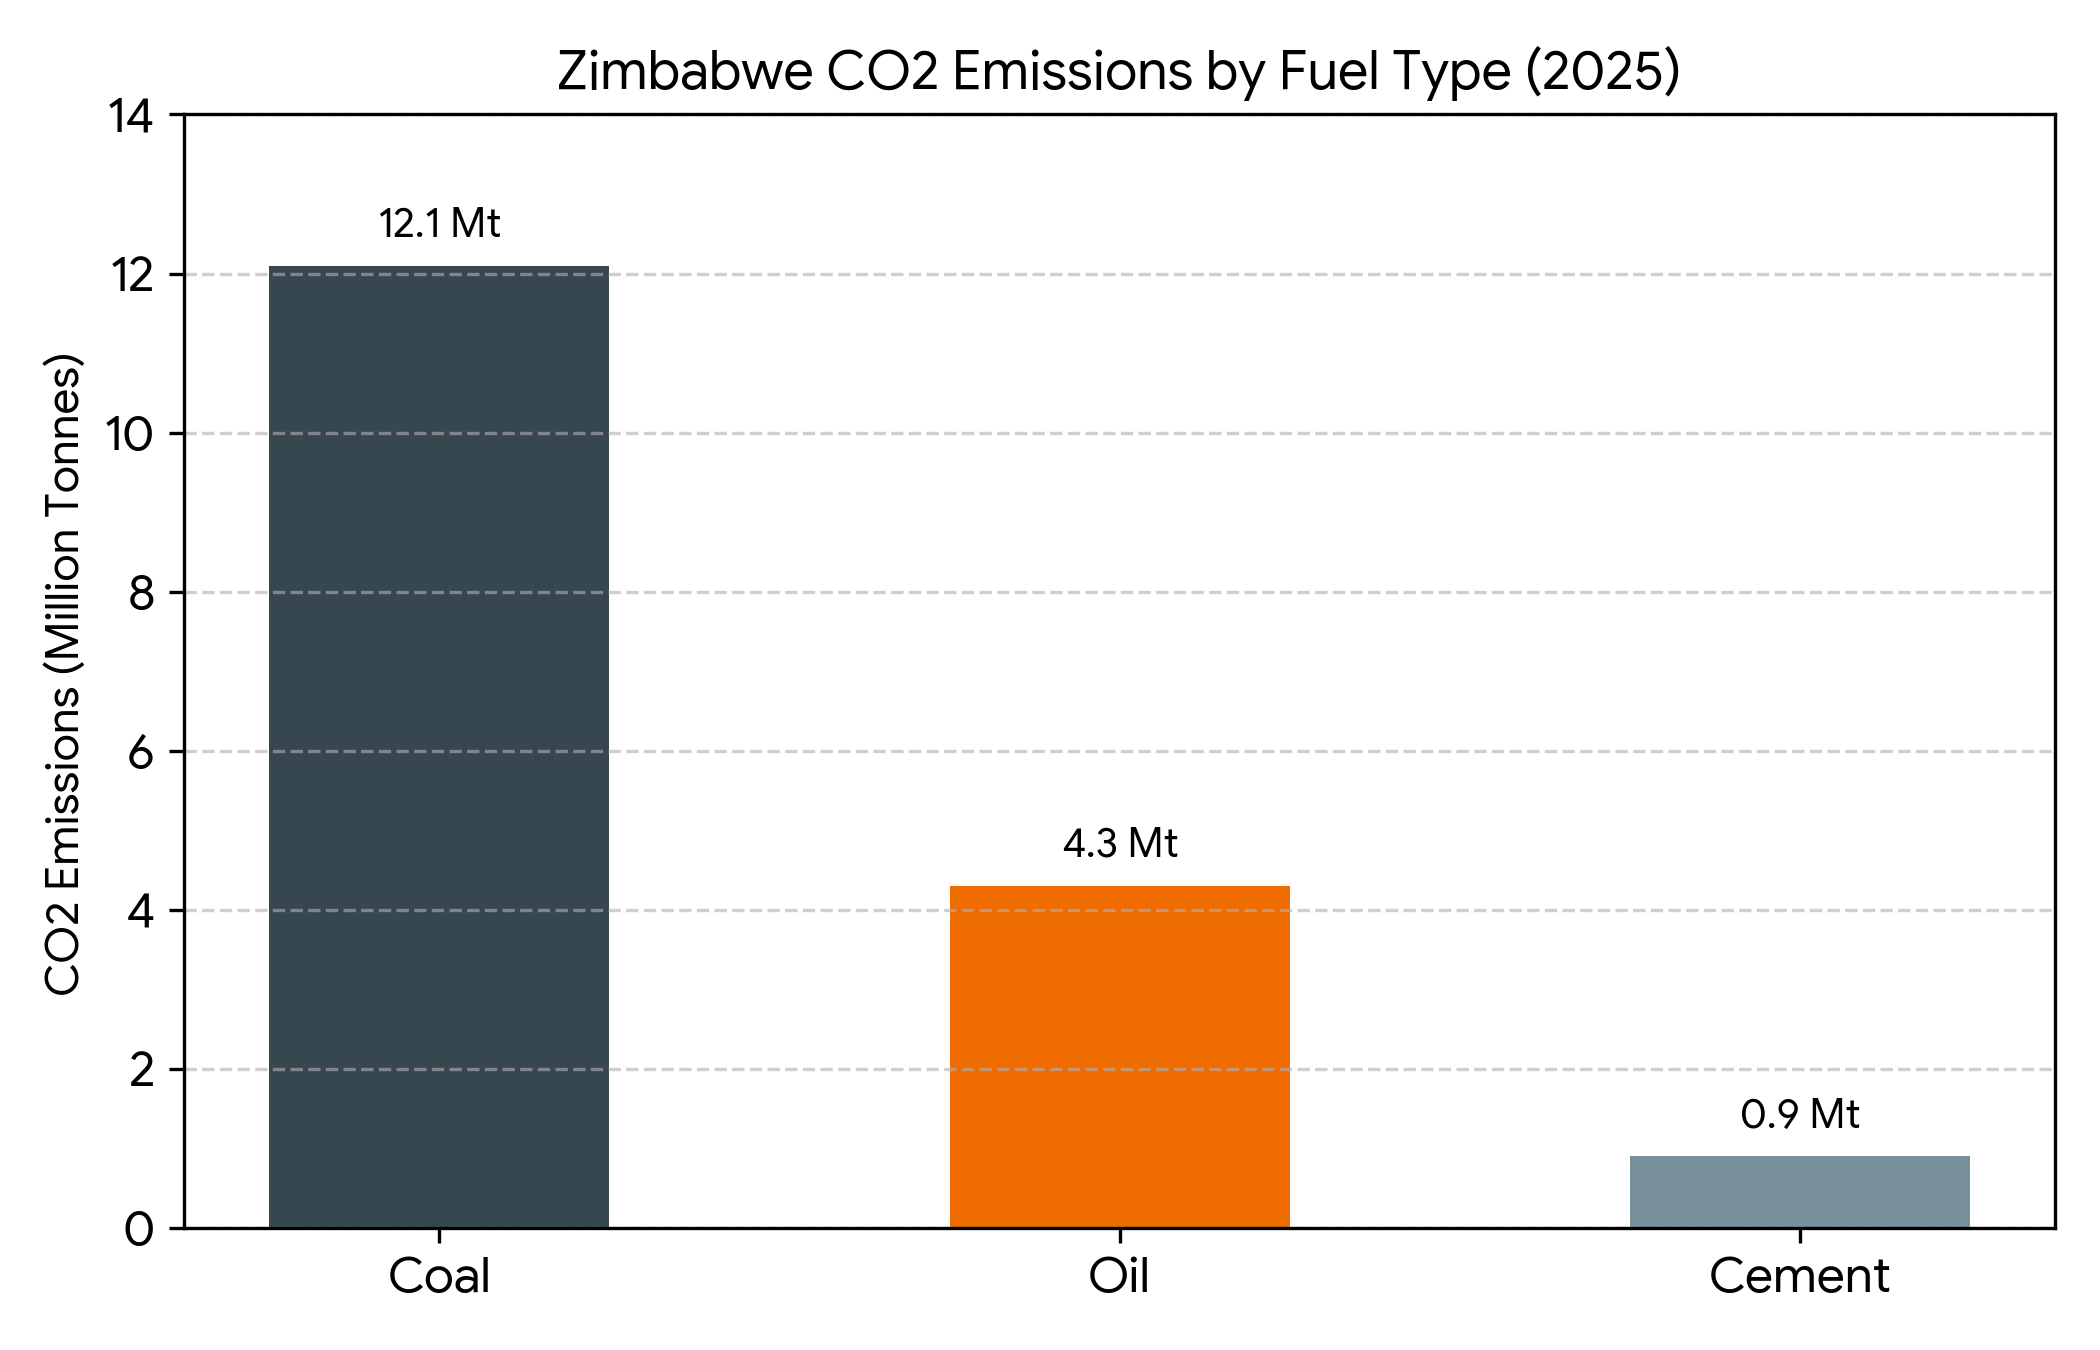 Zimbabwe CO2 Emissions by Fuel Type (2025)
CO2 Emissions (Million Tonnes)
14
12
10
8
6
4
2
0
12.1 Mt
4.3 Mt
0.9 Mt
Coal
Oil
Cement